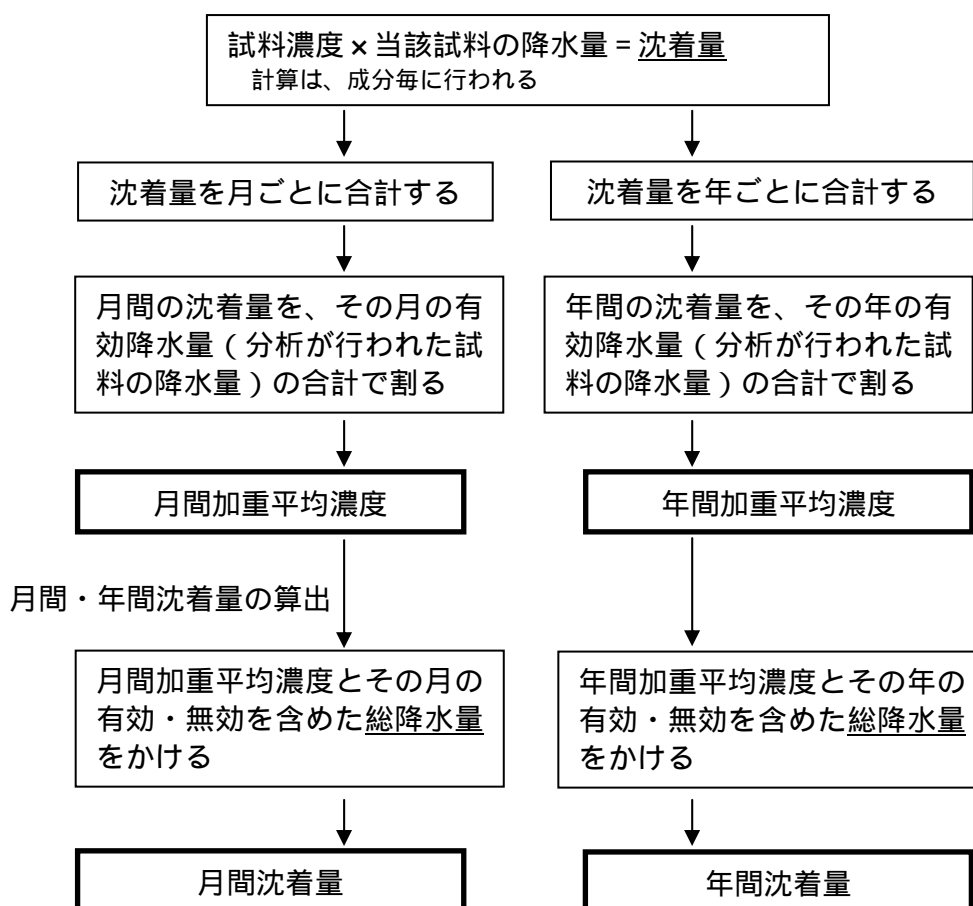 試料濃度 × 当該試料の降水量 = 沈着量
計算は、成分毎に行われる
沈着量を月ごとに合計する
沈着量を年ごとに合計する
月間の沈着量を、その月の有
効降水量（分析が行われた試
料の降水量）の合計で割る
年間の沈着量を、その年の有
効降水量（分析が行われた試
料の降水量）の合計で割る
月間加重平均濃度
年間加重平均濃度
月間・年間沈着量の算出
月間加重平均濃度とその月の
有効・無効を含めた総降水量
をかける
年間加重平均濃度とその年の
有効・無効を含めた総降水量
をかける
月間沈着量
年間沈着量